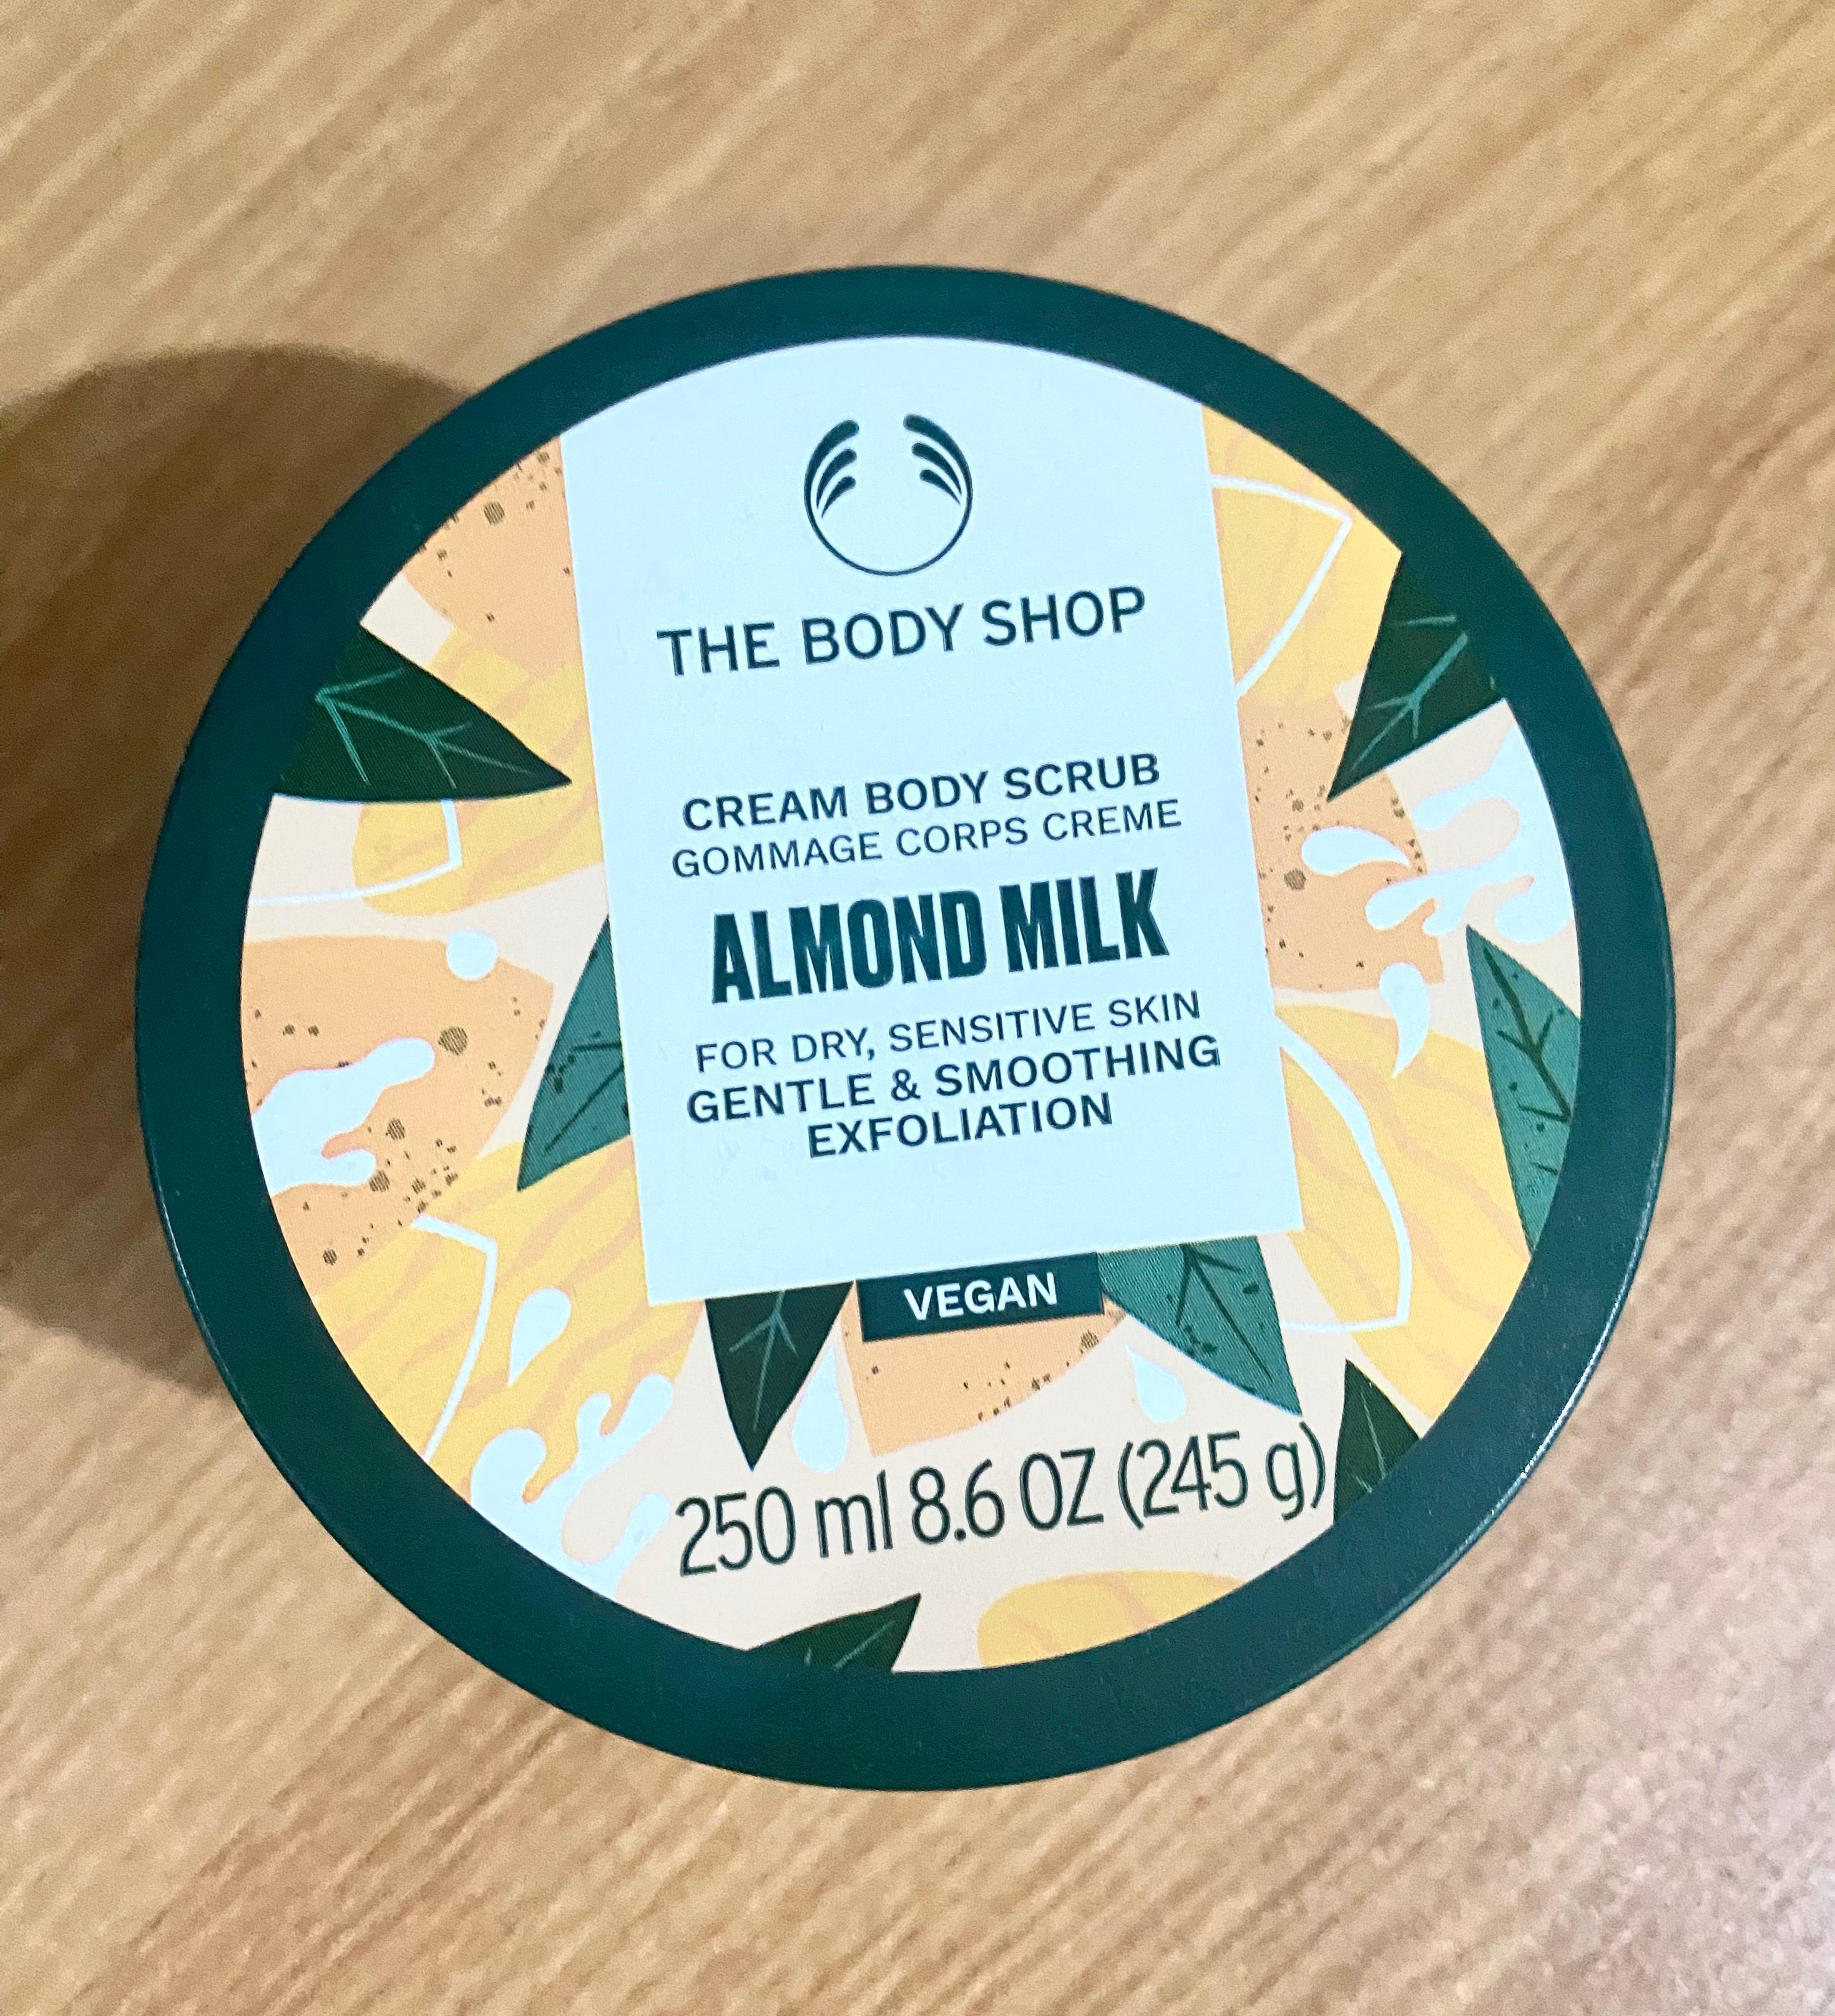 THE BODY SHOP
CREAM BODY SCRUB
GOMMAGE CORPS CREME
ALMOND MILK
FOR DRY, SENSITIVE SKIN
GENTLE & SMOOTHING
EXFOLIATION
VEGAN
250 ml 8.6 OZ (245 g)